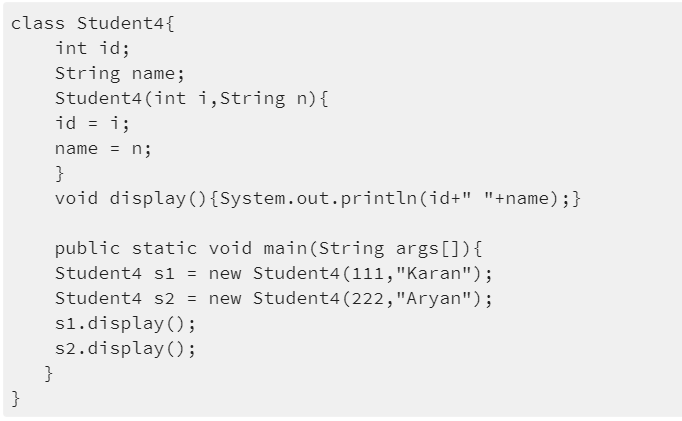 class Student4{
    int id;
    String name;
    Student4(int i,String n){
    id = i;
    name = n;
    }
    void display(){System.out.println(id+" "+name);}

    public static void main(String args[]){
    Student4 s1 = new Student4(111,"Karan");
    Student4 s2 = new Student4(222,"Aryan");
    s1.display();
    s2.display();
   }
}